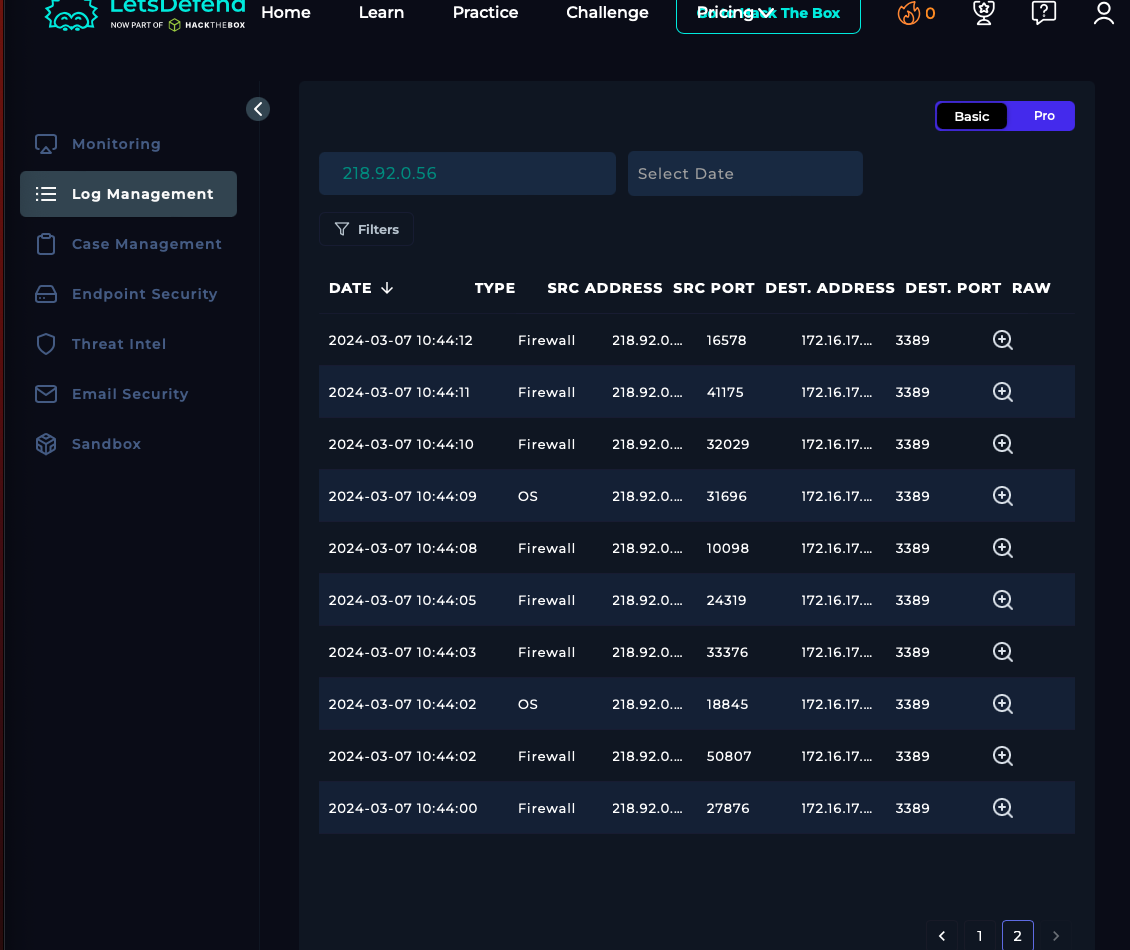 LetsDefend
NOW PART OF HACKTHEBOX
Home Learn Practice Challenge Pricing Go to Hack The Box 0
Basic Pro
218.92.0.56 Select Date
Filters
Monitoring
Log Management
Case Management
Endpoint Security
Threat Intel
Email Security
Sandbox
DATE TYPE SRC ADDRESS SRC PORT DEST. ADDRESS DEST. PORT RAW
2024-03-07 10:44:12 Firewall 218.92.0.... 16578 172.16.17.... 3389
2024-03-07 10:44:11 Firewall 218.92.0.... 41175 172.16.17.... 3389
2024-03-07 10:44:10 Firewall 218.92.0.... 32029 172.16.17.... 3389
2024-03-07 10:44:09 OS 218.92.0.... 31696 172.16.17.... 3389
2024-03-07 10:44:08 Firewall 218.92.0.... 10098 172.16.17.... 3389
2024-03-07 10:44:05 Firewall 218.92.0.... 24319 172.16.17.... 3389
2024-03-07 10:44:03 Firewall 218.92.0.... 33376 172.16.17.... 3389
2024-03-07 10:44:02 OS 218.92.0.... 18845 172.16.17.... 3389
2024-03-07 10:44:02 Firewall 218.92.0.... 50807 172.16.17.... 3389
2024-03-07 10:44:00 Firewall 218.92.0.... 27876 172.16.17.... 3389
1 2